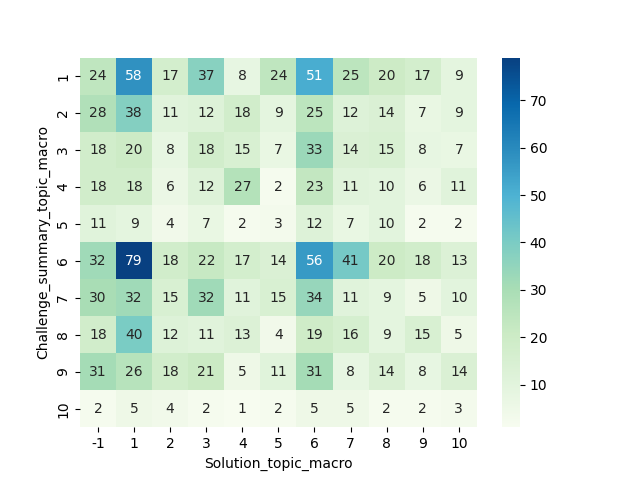 1 24 58 17 37 8 24 51 25 20 17 9
2 28 38 11 12 18 9 25 12 14 7 9
3 18 20 8 18 15 7 33 14 15 8 7
4 18 18 6 12 27 2 23 11 10 6 11
5 11 9 4 7 2 3 12 7 10 2 2
6 32 79 18 22 17 14 56 41 20 18 13
7 30 32 15 32 11 15 34 11 9 5 10
8 18 40 12 11 13 4 19 16 9 15 5
9 31 26 18 21 5 11 31 8 14 8 14
10 2 5 4 2 1 2 5 5 2 2 3
-1 1 2 3 4 5 6 7 8 9 10
Solution_topic_macro
Challenge_summary_topic_macro
70
60
50
40
30
20
10